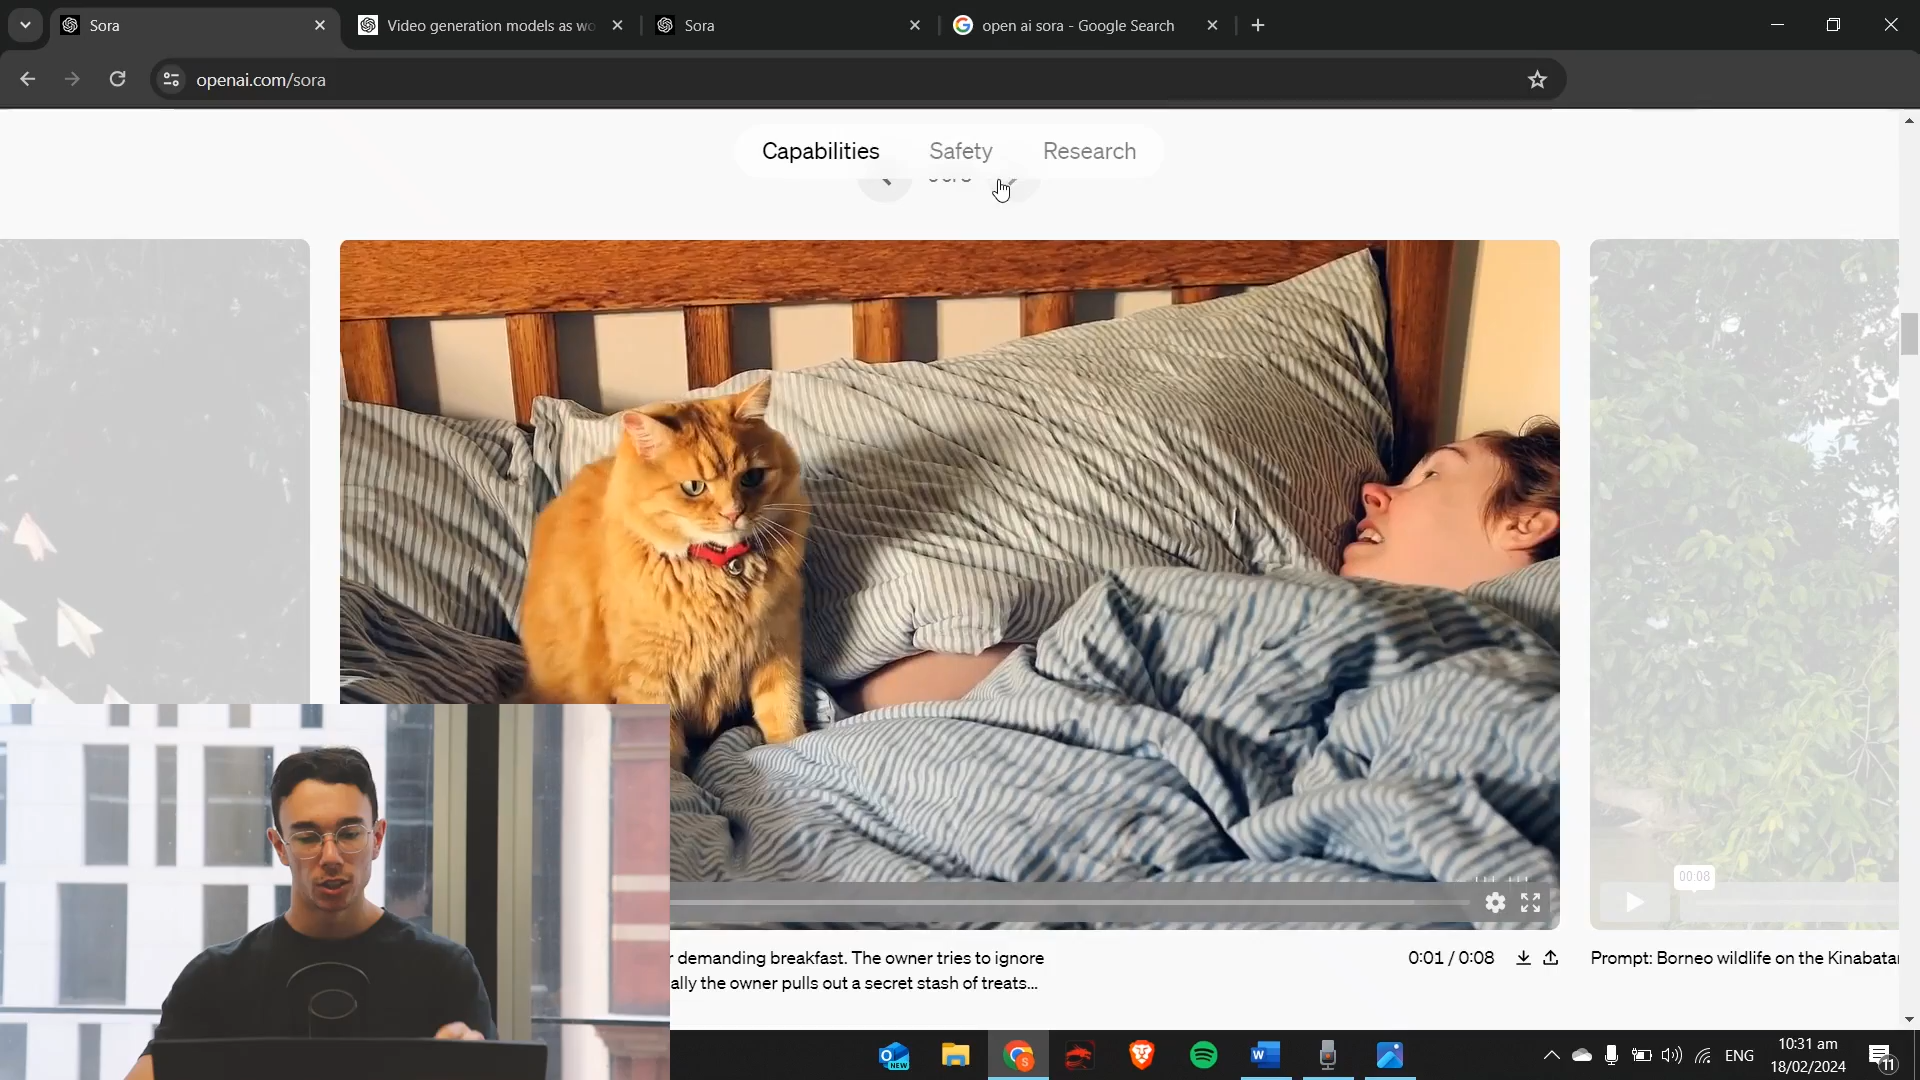 Sora
Video generation models as wo
Sora
open ai sora - Google Search
openai.com/sora
Capabilities
Safety
Research
00:08
r demanding breakfast. The owner tries to ignore
ally the owner pulls out a secret stash of treats...
0:01 / 0:08
Prompt: Borneo wildlife on the Kinabata
NEW
ENG
10:31 am
18/02/2024
11